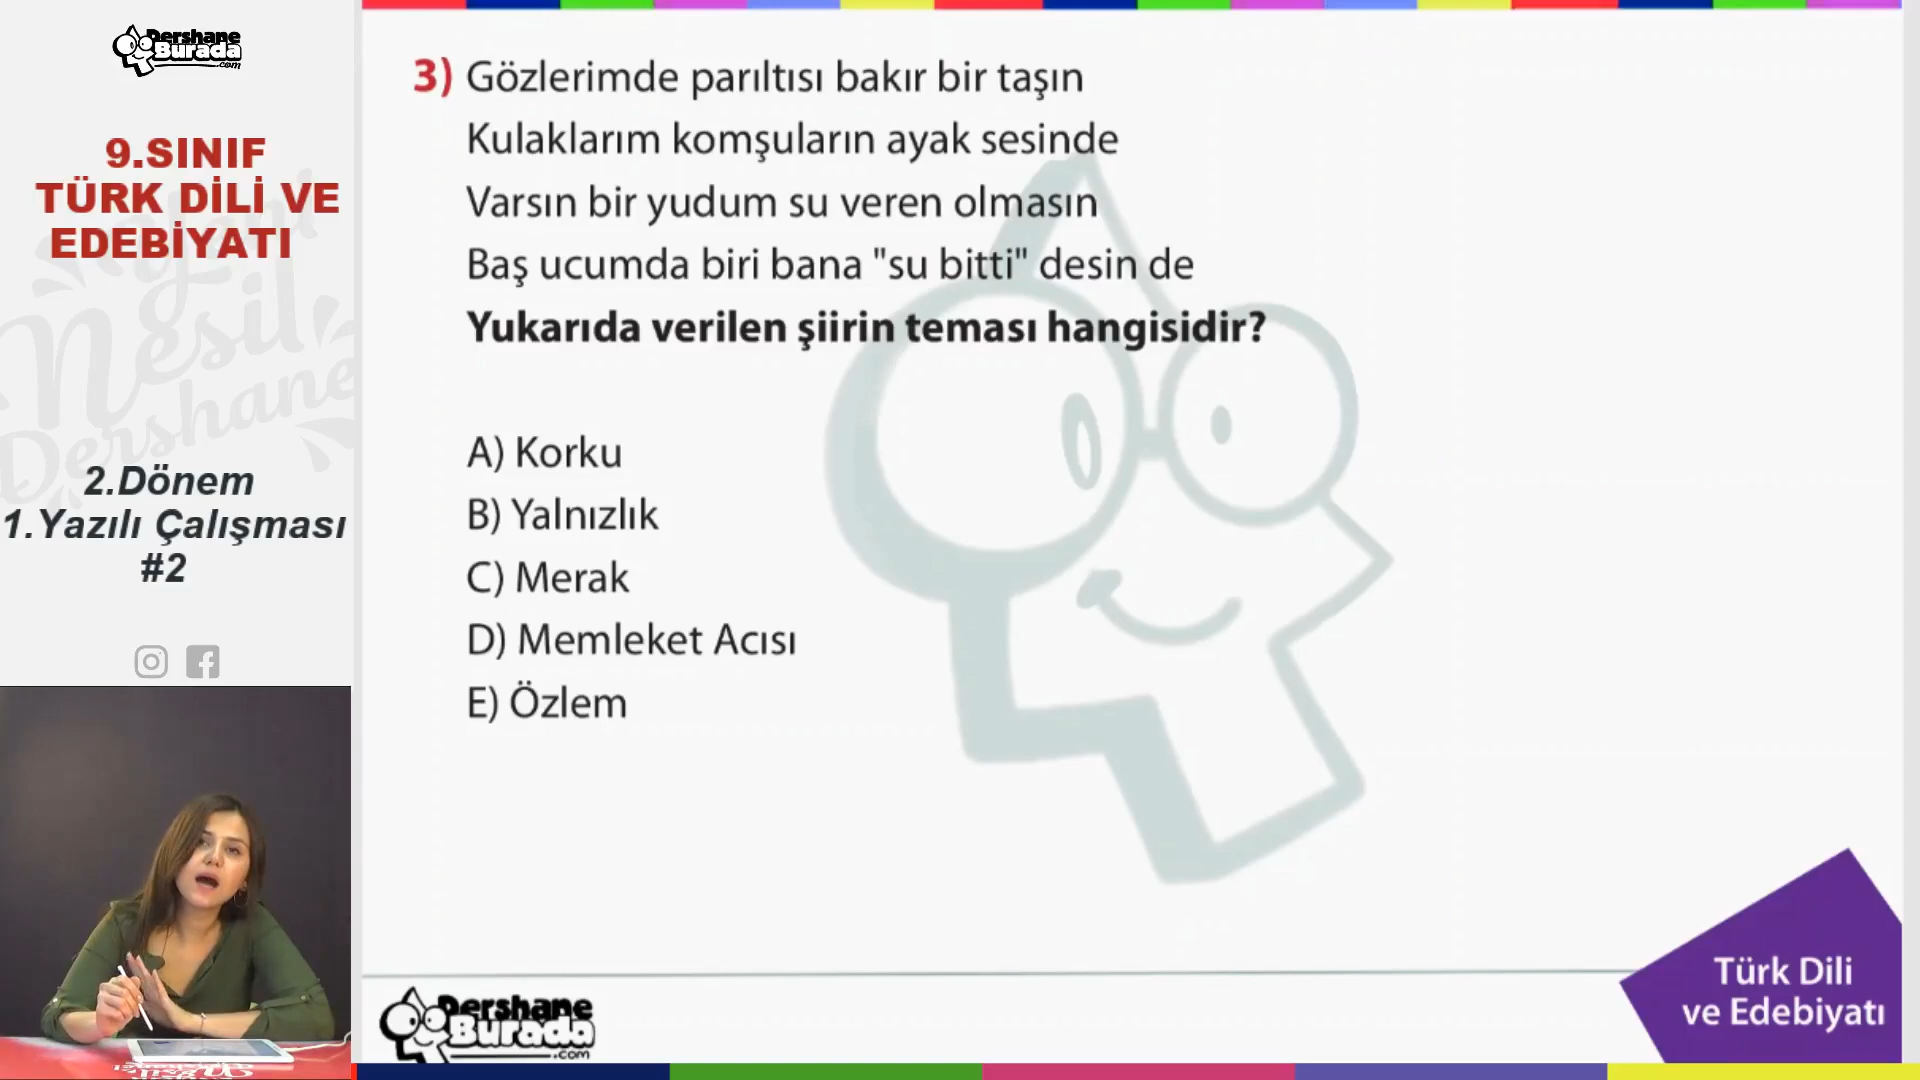 Dershane
Burada
.com
9.SINIF
TÜRK DİLİ VE
EDEBİYATI
Yeni
Nesil
Dershane
2.Dönem
1.Yazılı Çalışması
#2
3) Gözlerimde parıltısı bakır bir taşın
Kulaklarım komşuların ayak sesinde
Varsın bir yudum su veren olmasın
Baş ucumda biri bana "su bitti" desin de
Yukarıda verilen şiirin teması hangisidir?
A) Korku
B) Yalnızlık
C) Merak
D) Memleket Acısı
E) Özlem
Dershane
Burada
.com
Türk Dili
ve Edebiyatı